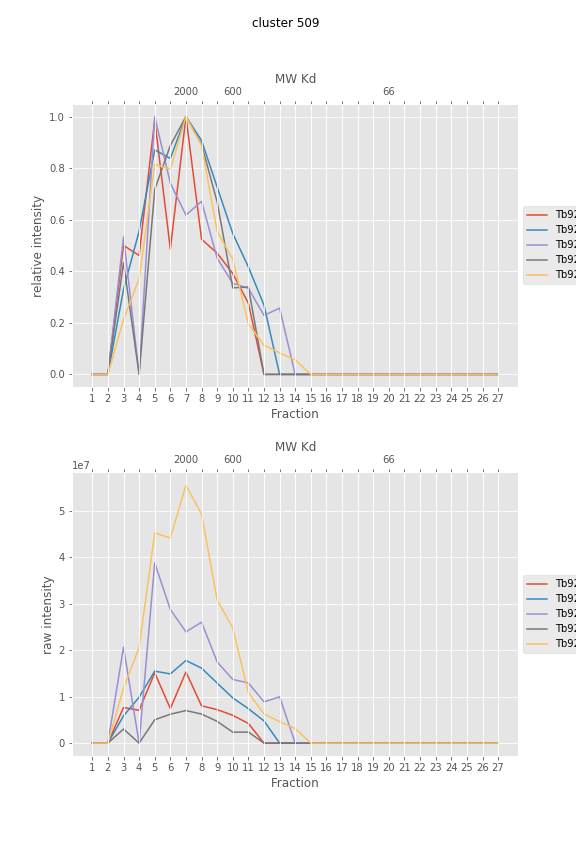 cluster 509
MW Kd
2000 600 66
1.0
0.8
0.6
0.4
0.2
0.0
relative intensity
Tb92
Tb92
Tb92
Tb92
Tb92
1 2 3 4 5 6 7 8 9 10 11 12 13 14 15 16 17 18 19 20 21 22 23 24 25 26 27
Fraction
MW Kd
1e7
2000 600 66
5
4
3
2
1
0
raw intensity
Tb92
Tb92
Tb92
Tb92
Tb92
1 2 3 4 5 6 7 8 9 10 11 12 13 14 15 16 17 18 19 20 21 22 23 24 25 26 27
Fraction